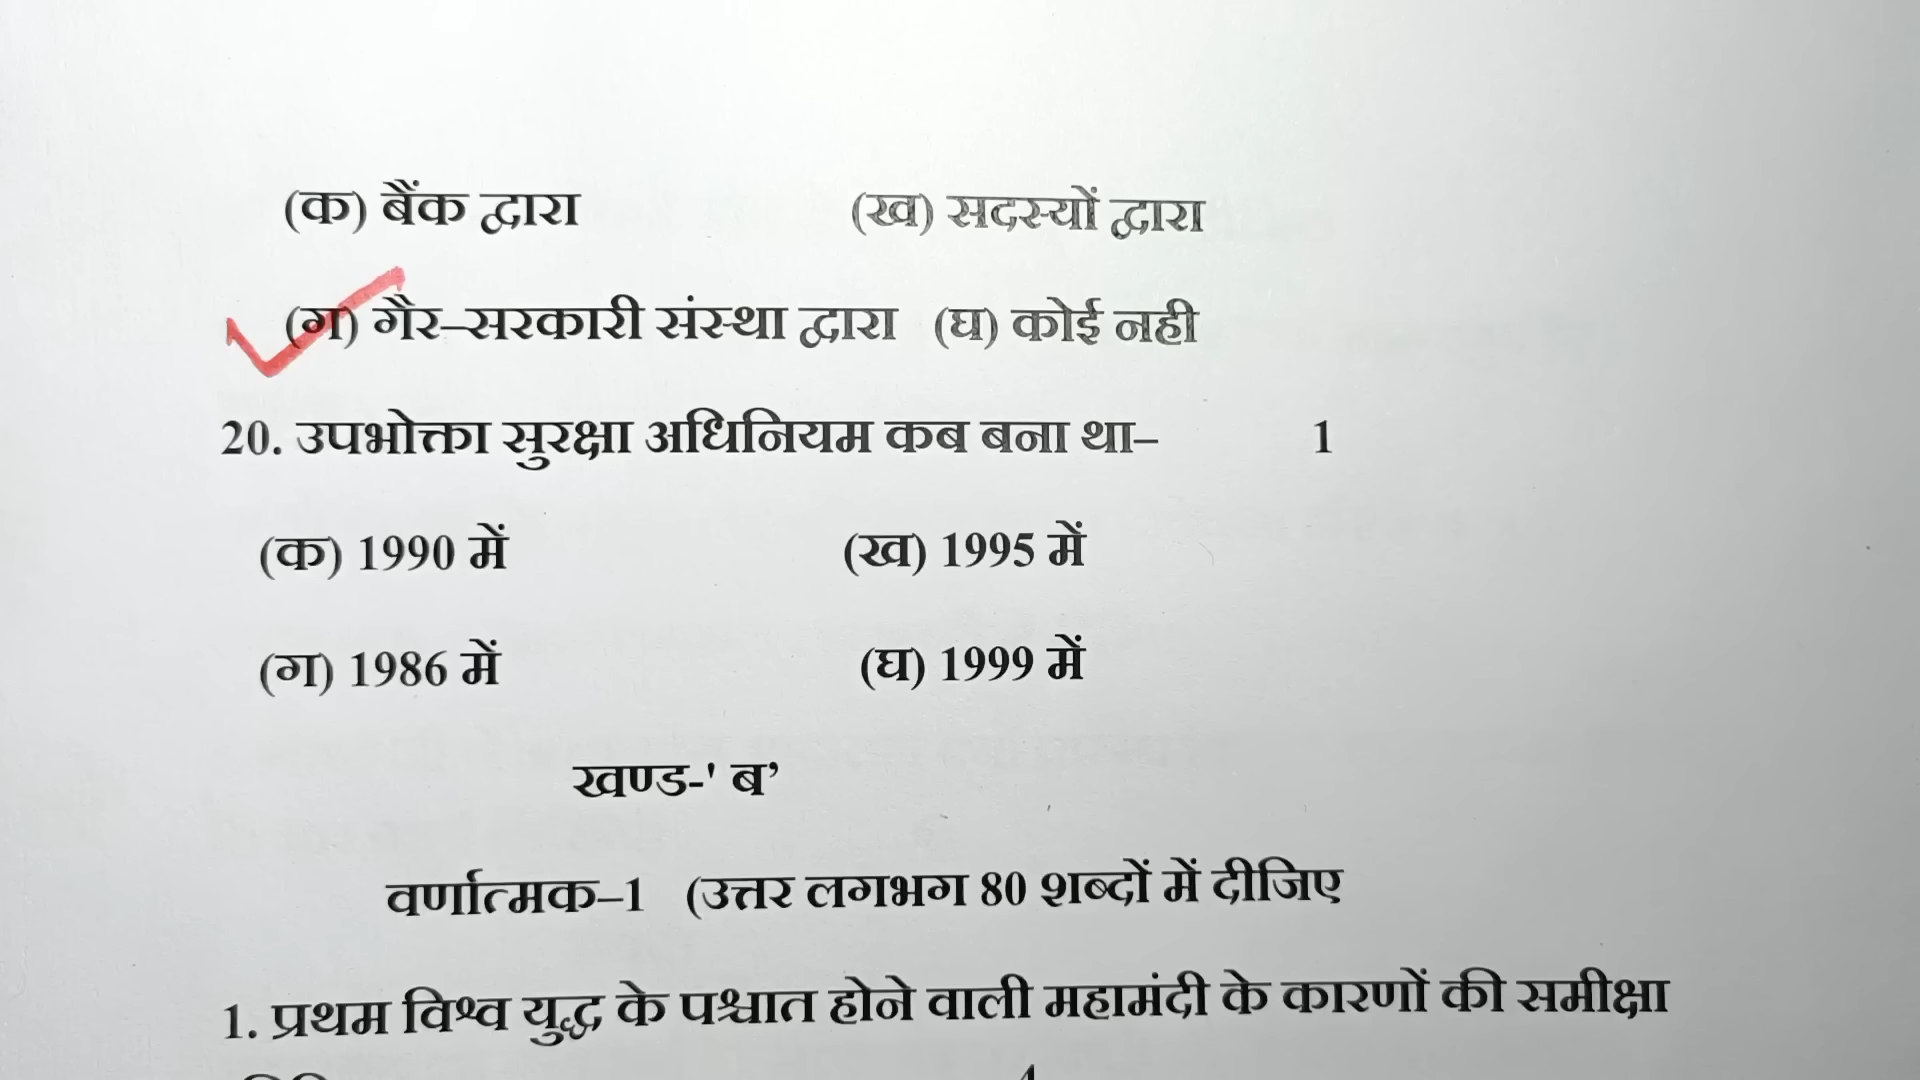 (क) बैंक द्वारा (ख) सदस्यों द्वारा
(ग) गैर–सरकारी संस्था द्वारा (घ) कोई नही
20. उपभोक्ता सुरक्षा अधिनियम कब बना था– 1
(क) 1990 में (ख) 1995 में
(ग) 1986 में (घ) 1999 में
खण्ड-' ब’
वर्णात्मक–1 (उत्तर लगभग 80 शब्दों में दीजिए
1. प्रथम विश्व युद्ध के पश्चात होने वाली महामंदी के कारणों की समीक्षा